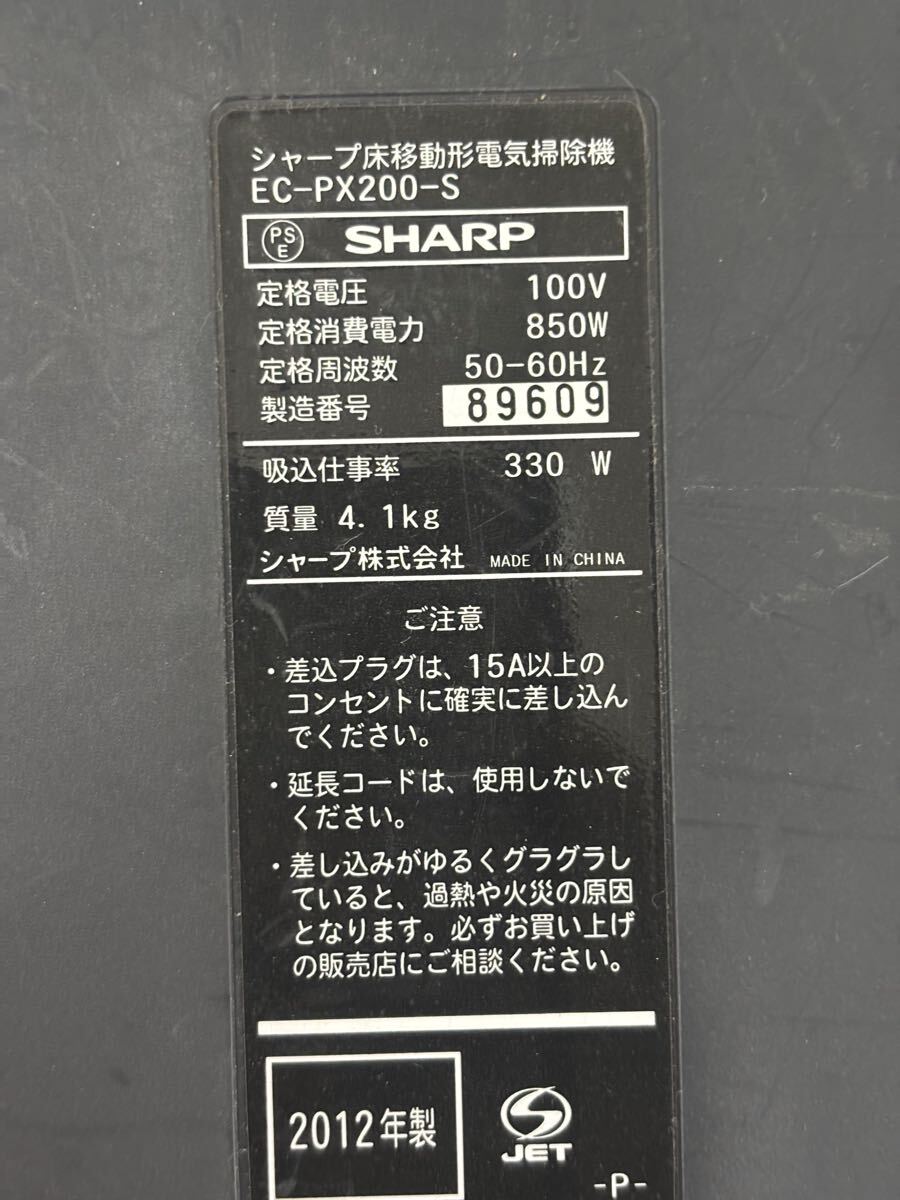 シャープ床移動形電気掃除機
EC-PX200-S
PSE SHARP
定格電圧 100V
定格消費電力 850W
定格周波数 50-60Hz
製造番号 89609
吸込仕事率 330 W
質量 4.1kg
シャープ株式会社 MADE IN CHINA
ご注意
・差込プラグは、15A以上の
コンセントに確実に差し込ん
でください。
・延長コードは、使用しないで
ください。
・差し込みがゆるくグラグラし
ていると、過熱や火災の原因
となります。必ずお買い上げ
の販売店にご相談ください。
2012年製
JET
-P-